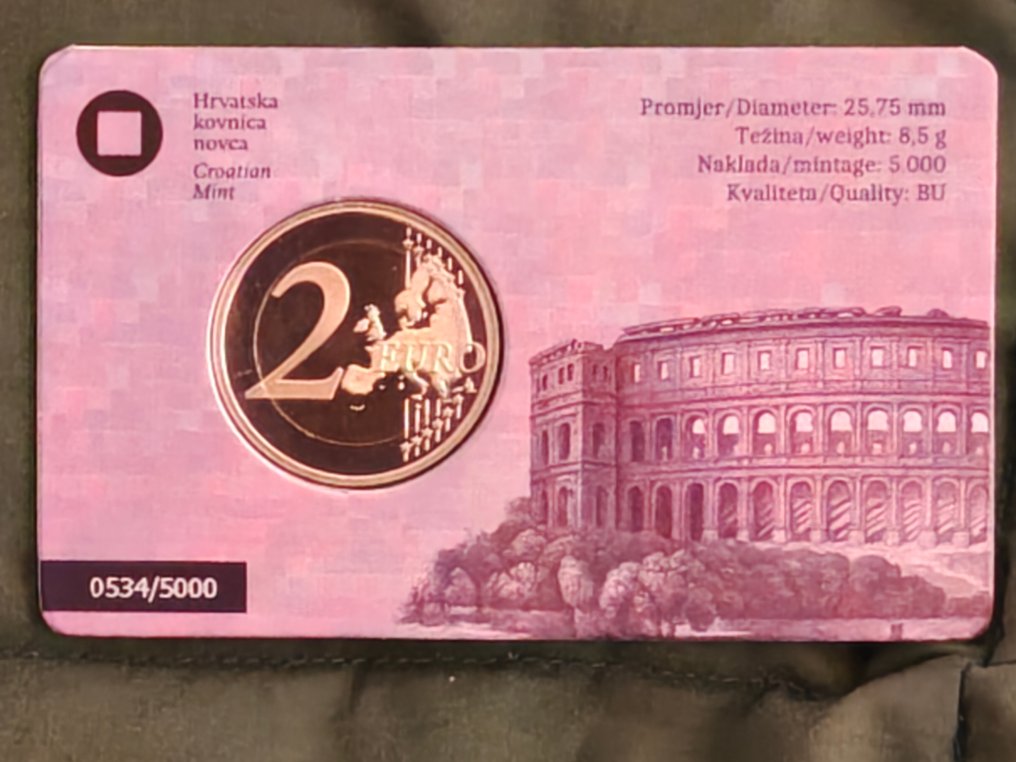 Hrvatska
kovnica
novca
Croatian
Mint
Promjer/Diameter: 25,75 mm
Težina/weight: 8,5 g
Naklada/mintage: 5 000
Kvaliteta/Quality: BU
2 EURO
0534/5000